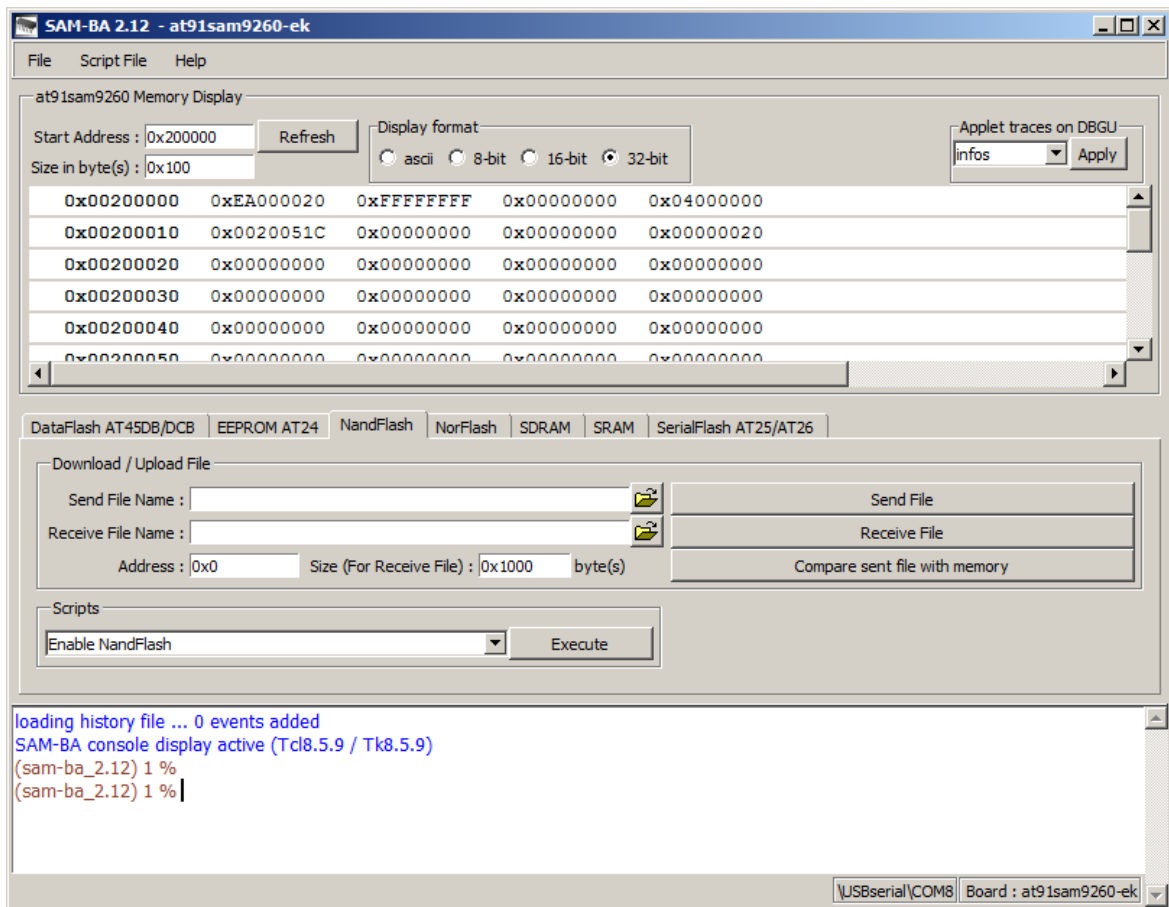 SAM-BA 2.12 - at91sam9260-ek
File Script File Help
at91sam9260 Memory Display
Start Address : 0x200000 Refresh
Size in byte(s) : 0x100
Display format
ascii 8-bit 16-bit 32-bit
Applet traces on DBGU
infos Apply
0x00200000 0xEA000020 0xFFFFFFFF 0x00000000 0x04000000
0x00200010 0x0020051C 0x00000000 0x00000000 0x00000020
0x00200020 0x00000000 0x00000000 0x00000000 0x00000000
0x00200030 0x00000000 0x00000000 0x00000000 0x00000000
0x00200040 0x00000000 0x00000000 0x00000000 0x00000000
0x00200050 0x00000000 0x00000000 0x00000000 0x00000000
DataFlash AT45DB/DCB EEPROM AT24 NandFlash NorFlash SDRAM SRAM SerialFlash AT25/AT26
Download / Upload File
Send File Name : Send File
Receive File Name : Receive File
Address : 0x0 Size (For Receive File) : 0x1000 byte(s) Compare sent file with memory
Scripts
Enable NandFlash Execute
loading history file ... 0 events added
SAM-BA console display active (Tcl8.5.9 / Tk8.5.9)
(sam-ba_2.12) 1 %
(sam-ba_2.12) 1 %
\USBserial\COM8 Board : at91sam9260-ek